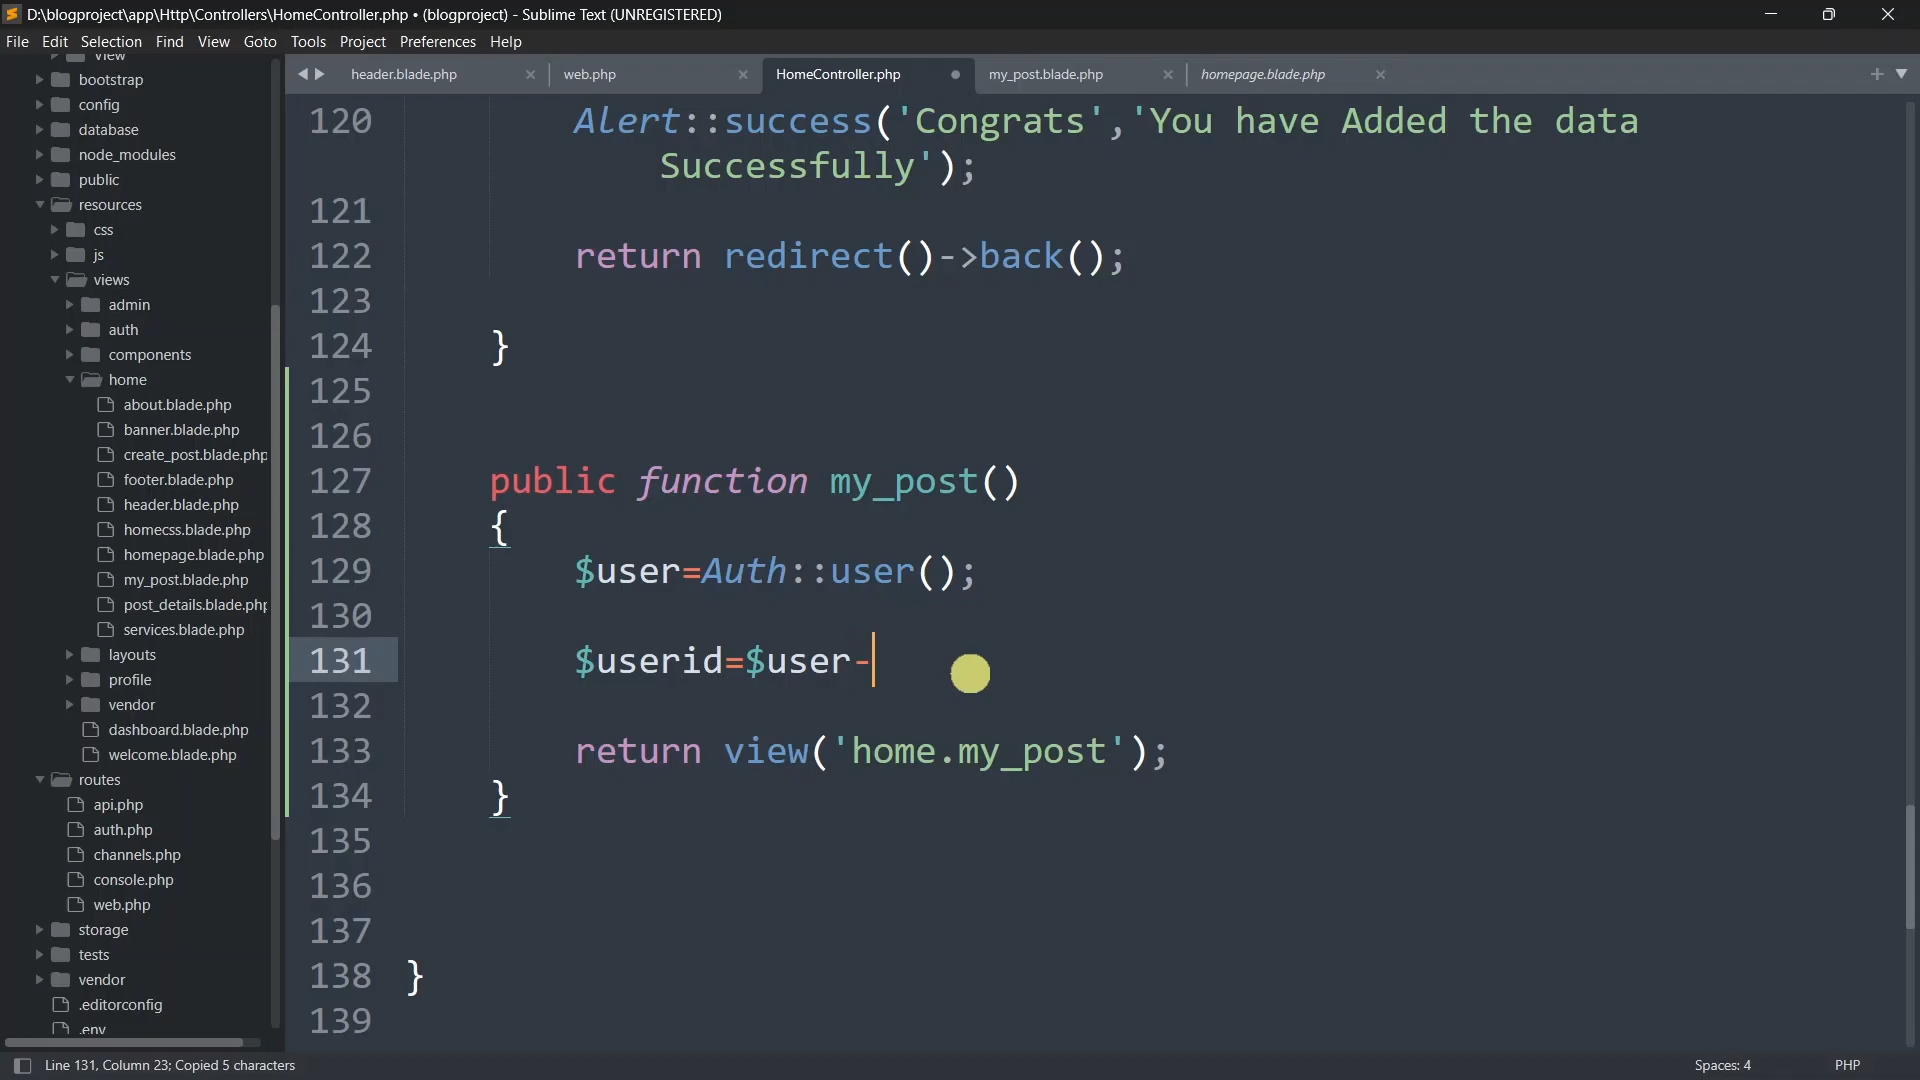 D:\blogproject\app\Http\Controllers\HomeController.php • (blogproject) - Sublime Text (UNREGISTERED)
File Edit Selection Find View Goto Tools Project Preferences Help
header.blade.php web.php HomeController.php my_post.blade.php homepage.blade.php
View
bootstrap
config
database
node_modules
public
resources
css
js
views
admin
auth
components
home
about.blade.php
banner.blade.php
create_post.blade.php
footer.blade.php
header.blade.php
homecss.blade.php
homepage.blade.php
my_post.blade.php
post_details.blade.php
services.blade.php
layouts
profile
vendor
dashboard.blade.php
welcome.blade.php
routes
api.php
auth.php
channels.php
console.php
web.php
storage
tests
vendor
.editorconfig
.env
120 Alert::success('Congrats','You have Added the data
Successfully');
121
122 return redirect()->back();
123
124 }
125
126
127 public function my_post()
128 {
129 $user=Auth::user();
130
131 $userid=$user-
132
133 return view('home.my_post');
134 }
135
136
137
138 }
139
Line 131, Column 23; Copied 5 characters Spaces: 4 PHP